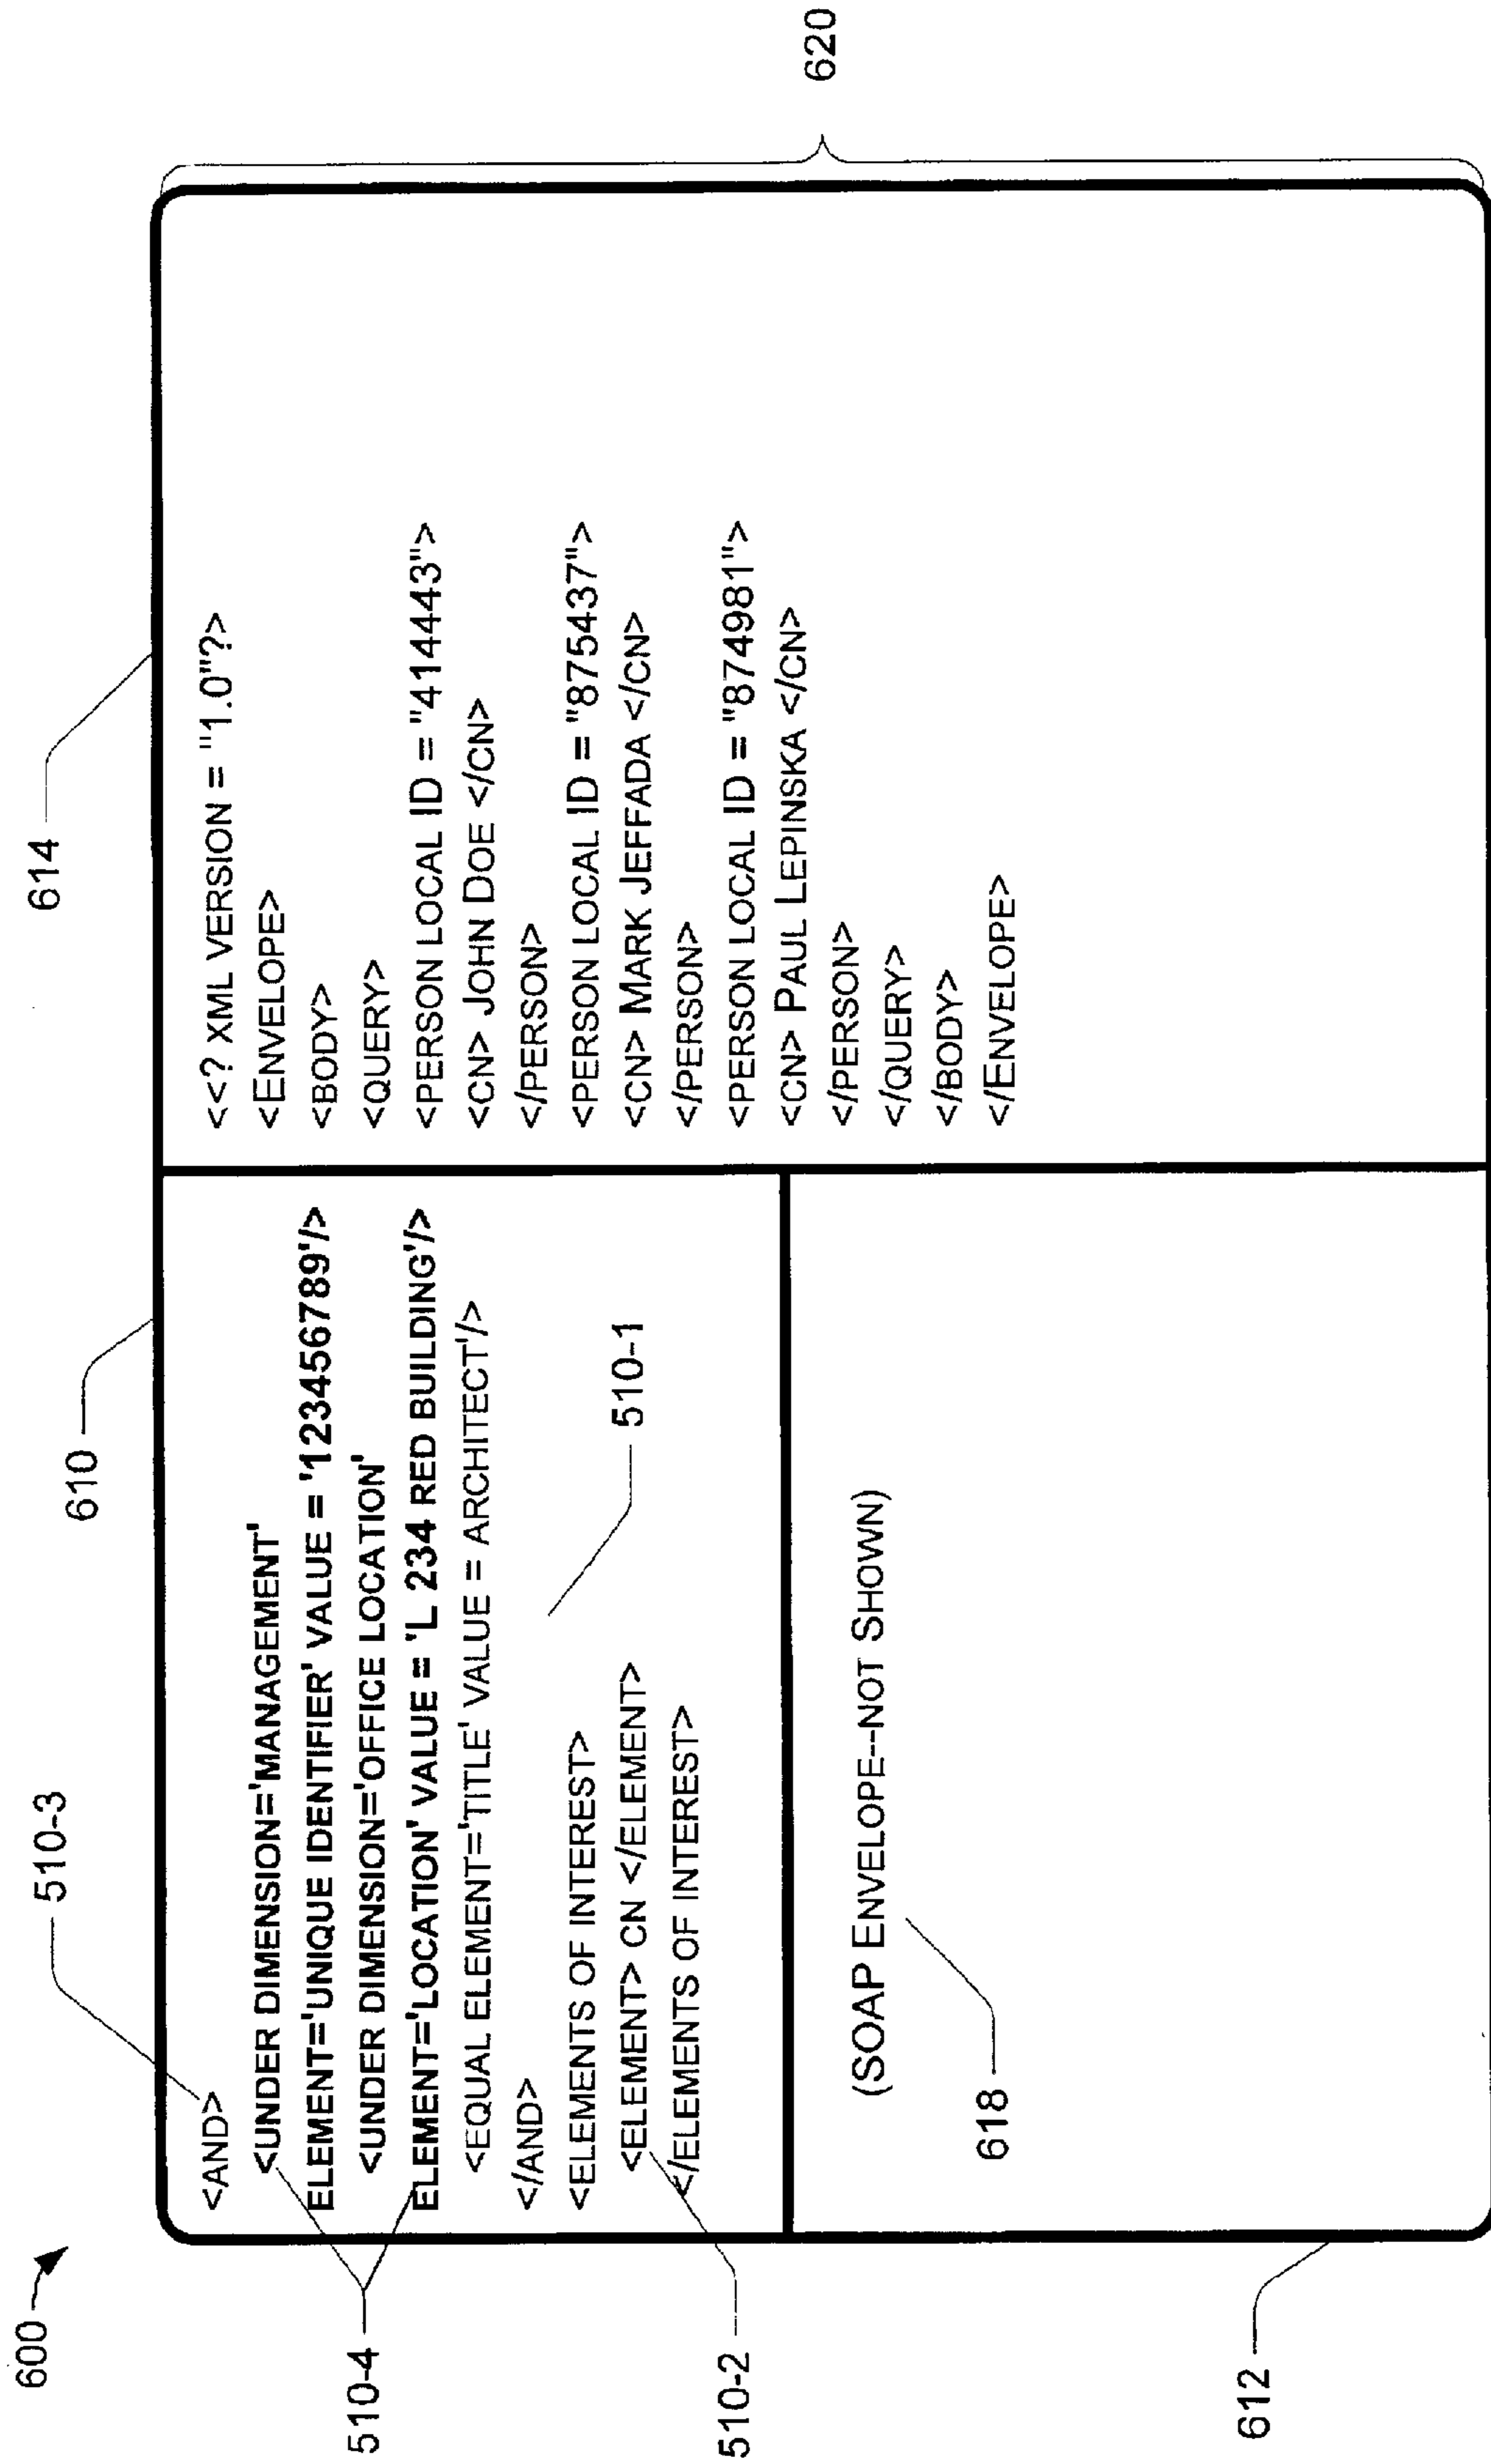 600
610
614
510-3
<AND>
<UNDER DIMENSION='MANAGEMENT'
ELEMENT='UNIQUE IDENTIFIER' VALUE = '123456789'/>
<UNDER DIMENSION='OFFICE LOCATION'
ELEMENT='LOCATION' VALUE = 'L 234 RED BUILDING'/>
<EQUAL ELEMENT='TITLE' VALUE = ARCHITECT'/>
</AND>
<ELEMENTS OF INTEREST>
<ELEMENT> CN </ELEMENT>
</ELEMENTS OF INTEREST>
510-4
510-1
510-2
(SOAP ENVELOPE--NOT SHOWN)
618
612
<<? XML VERSION = "1.0"?>
<ENVELOPE>
<BODY>
<QUERY>
<PERSON LOCAL ID = "414443">
<CN> JOHN DOE </CN>
</PERSON>
<PERSON LOCAL ID = "875437">
<CN> MARK JEFFADA </CN>
</PERSON>
<PERSON LOCAL ID = "874981">
<CN> PAUL LEPINSKA </CN>
</PERSON>
</QUERY>
</BODY>
</ENVELOPE>
620